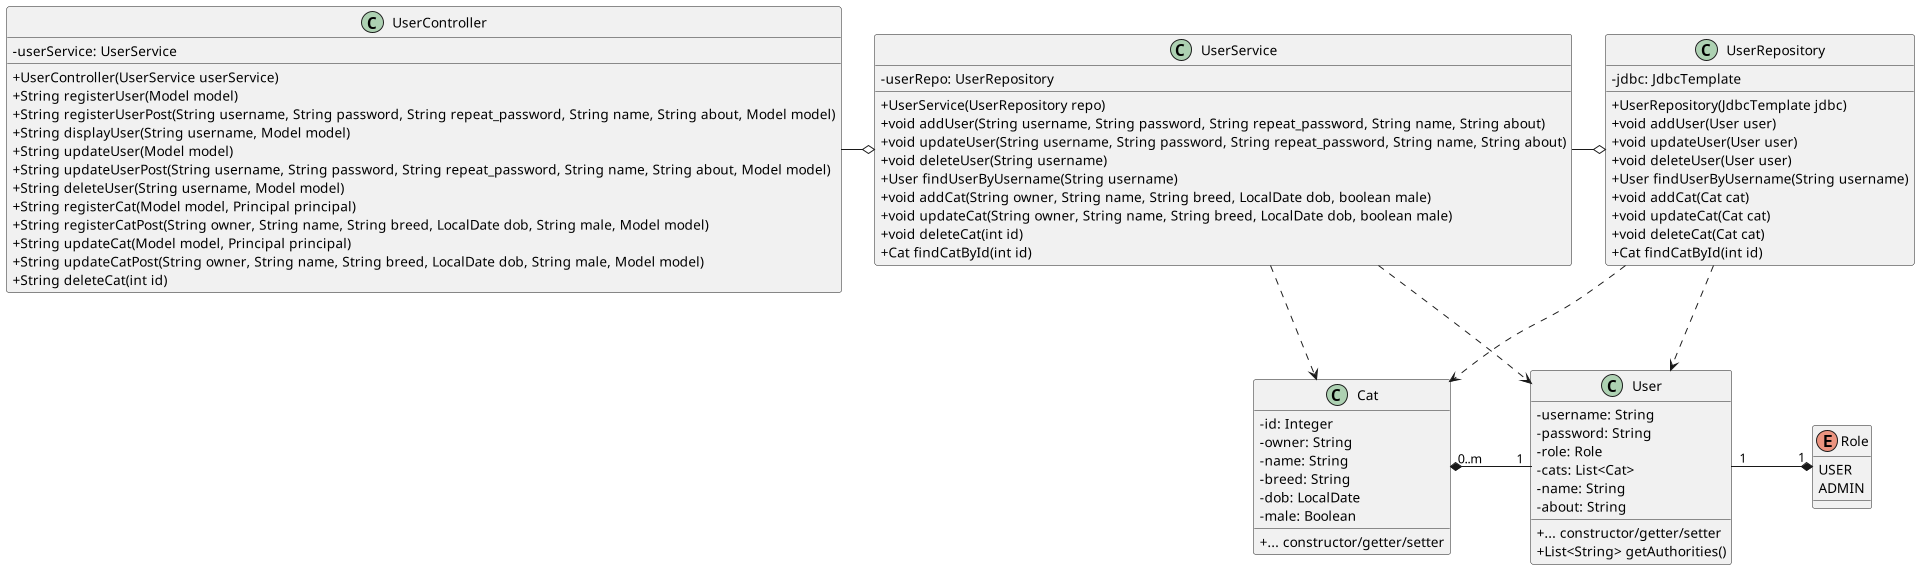 C UserController
-userService: UserService
+UserController(UserService userService)
+String registerUser(Model model)
+String registerUserPost(String username, String password, String repeat_password, String name, String about, Model model)
+String displayUser(String username, Model model)
+String updateUser(Model model)
+String updateUserPost(String username, String password, String repeat_password, String name, String about, Model model)
+String deleteUser(String username, Model model)
+String registerCat(Model model, Principal principal)
+String registerCatPost(String owner, String name, String breed, LocalDate dob, String male, Model model)
+String updateCat(Model model, Principal principal)
+String updateCatPost(String owner, String name, String breed, LocalDate dob, String male, Model model)
+String deleteCat(int id)
C UserService
-userRepo: UserRepository
+UserService(UserRepository repo)
+void addUser(String username, String password, String repeat_password, String name, String about)
+void updateUser(String username, String password, String repeat_password, String name, String about)
+void deleteUser(String username)
+User findUserByUsername(String username)
+void addCat(String owner, String name, String breed, LocalDate dob, boolean male)
+void updateCat(String owner, String name, String breed, LocalDate dob, boolean male)
+void deleteCat(int id)
+Cat findCatById(int id)
C UserRepository
-jdbc: JdbcTemplate
+UserRepository(JdbcTemplate jdbc)
+void addUser(User user)
+void updateUser(User user)
+void deleteUser(User user)
+User findUserByUsername(String username)
+void addCat(Cat cat)
+void updateCat(Cat cat)
+void deleteCat(Cat cat)
+Cat findCatById(int id)
C Cat
-id: Integer
-owner: String
-name: String
-breed: String
-dob: LocalDate
-male: Boolean
+... constructor/getter/setter
0..m 1
C User
-username: String
-password: String
-role: Role
-cats: List<Cat>
-name: String
-about: String
+... constructor/getter/setter
+List<String> getAuthorities()
1 1
E Role
USER
ADMIN